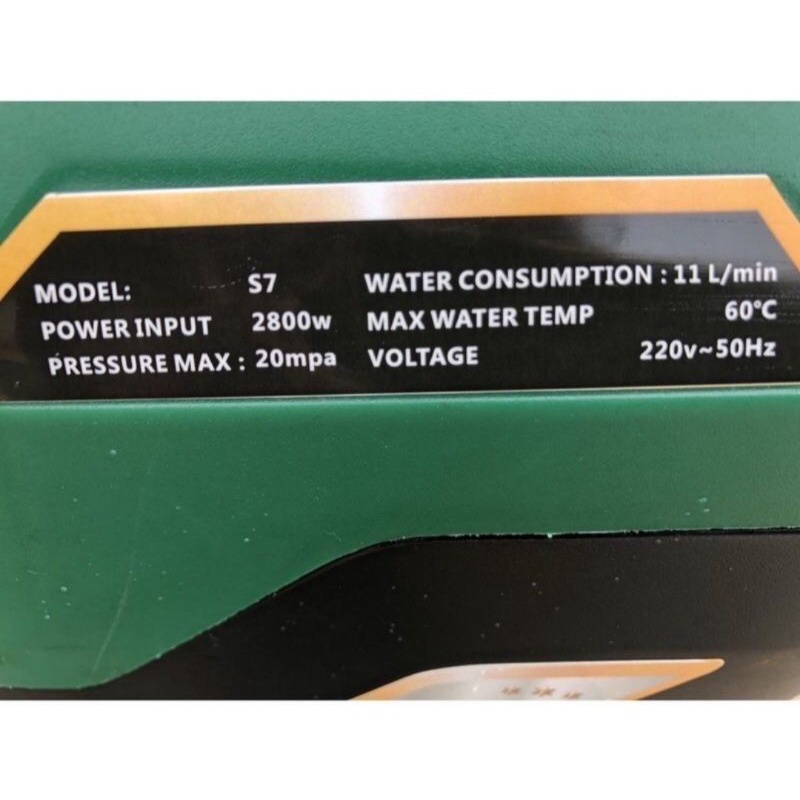 MODEL: S7 WATER CONSUMPTION : 11 L/min
POWER INPUT 2800w MAX WATER TEMP 60℃
PRESSURE MAX : 20mpa VOLTAGE 220v~50Hz